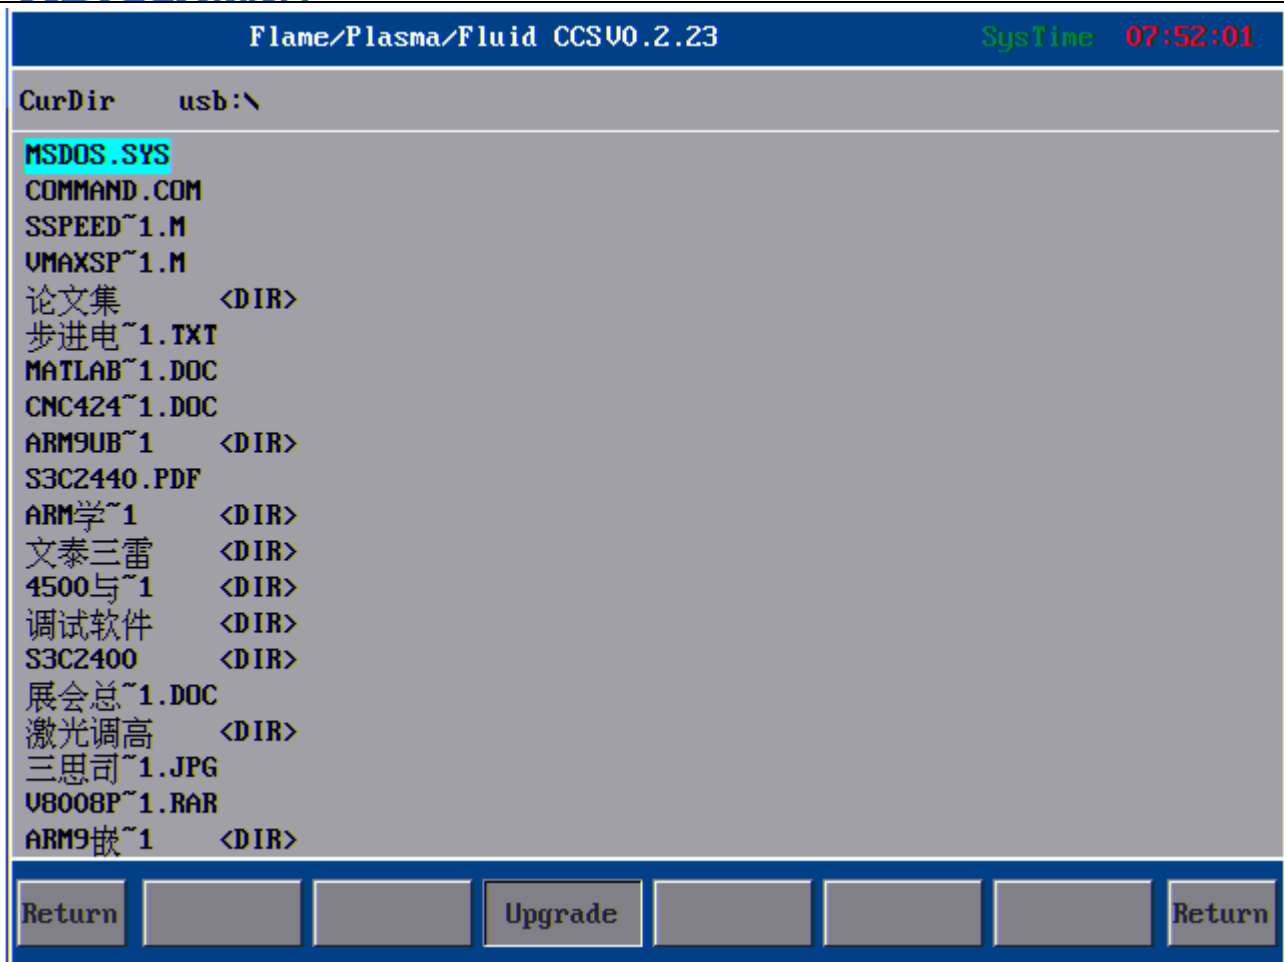 Flame/Plasma/Fluid CCSV0.2.23 SysTime 07:52:01
CurDir usb:\
MSDOS.SYS
COMMAND.COM
SSPEED~1.M
VMAXSP~1.M
论文集 <DIR>
步进电~1.TXT
MATLAB~1.DOC
CNC424~1.DOC
ARM9UB~1 <DIR>
S3C2440.PDF
ARM学~1 <DIR>
文泰三雷 <DIR>
4500与~1 <DIR>
调试软件 <DIR>
S3C2400 <DIR>
展会总~1.DOC
激光调高 <DIR>
三思司~1.JPG
V8008P~1.RAR
ARM9嵌~1 <DIR>
Return Upgrade Return